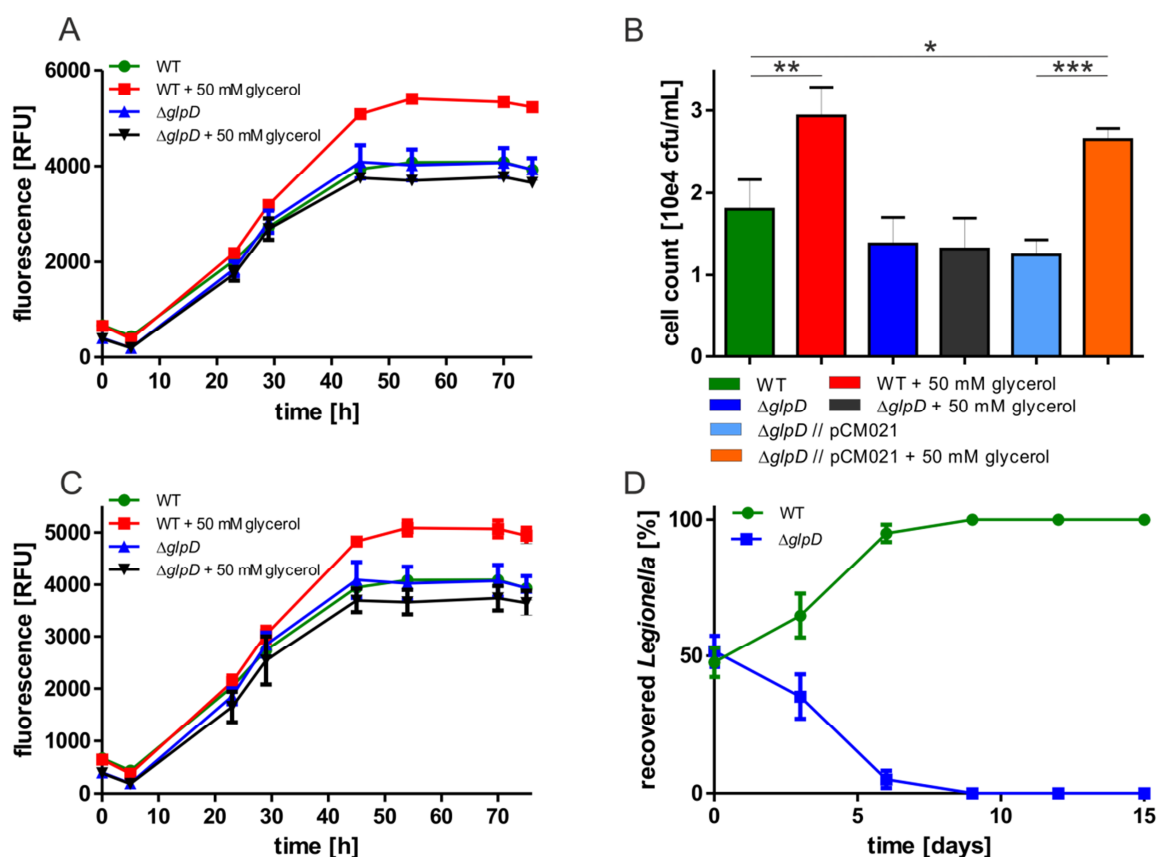 A
WT
WT + 50 mM glycerol
ΔglpD
ΔglpD + 50 mM glycerol
6000
4000
2000
0
fluorescence [RFU]
0 10 20 30 40 50 60 70
time [h]
B
*
** ***
3
2
1
0
cell count [10e4 cfu/mL]
WT WT + 50 mM glycerol
ΔglpD ΔglpD + 50 mM glycerol
ΔglpD // pCM021
ΔglpD // pCM021 + 50 mM glycerol
C
WT
WT + 50 mM glycerol
ΔglpD
ΔglpD + 50 mM glycerol
5000
4000
3000
2000
1000
0
fluorescence [RFU]
0 10 20 30 40 50 60 70
time [h]
D
WT
ΔglpD
100
50
0
recovered Legionella [%]
0 5 10 15
time [days]